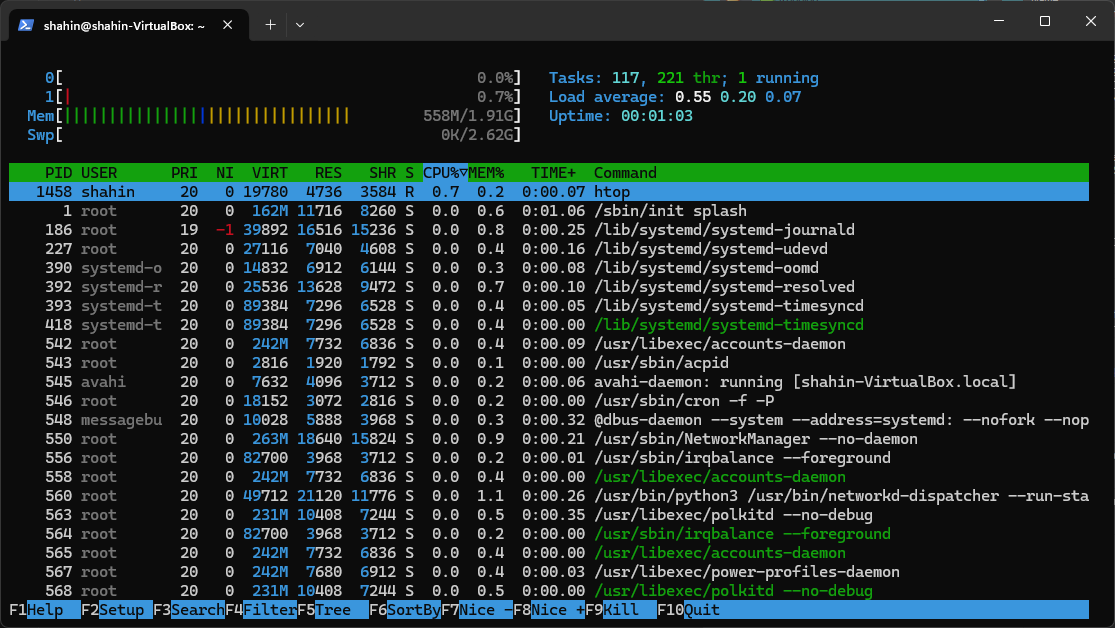 shahin@shahin-VirtualBox: ~
0[ 0.0%] Tasks: 117, 221 thr; 1 running
1[| 0.7%] Load average: 0.55 0.20 0.07
Mem[|||||||||||||||||||||||||||||||| 558M/1.91G] Uptime: 00:01:03
Swp[ 0K/2.62G]
PID USER PRI NI VIRT RES SHR S CPU%▽MEM% TIME+ Command
1458 shahin 20 0 19780 4736 3584 R 0.7 0.2 0:00.07 htop
1 root 20 0 162M 11716 8260 S 0.0 0.6 0:01.06 /sbin/init splash
186 root 19 -1 39892 16516 15236 S 0.0 0.8 0:00.25 /lib/systemd/systemd-journald
227 root 20 0 27116 7040 4608 S 0.0 0.4 0:00.16 /lib/systemd/systemd-udevd
390 systemd-o 20 0 14832 6912 6144 S 0.0 0.3 0:00.08 /lib/systemd/systemd-oomd
392 systemd-r 20 0 25536 13628 9472 S 0.0 0.7 0:00.10 /lib/systemd/systemd-resolved
393 systemd-t 20 0 89384 7296 6528 S 0.0 0.4 0:00.05 /lib/systemd/systemd-timesyncd
418 systemd-t 20 0 89384 7296 6528 S 0.0 0.4 0:00.00 /lib/systemd/systemd-timesyncd
542 root 20 0 242M 7732 6836 S 0.0 0.4 0:00.09 /usr/libexec/accounts-daemon
543 root 20 0 2816 1920 1792 S 0.0 0.1 0:00.00 /usr/sbin/acpid
545 avahi 20 0 7632 4096 3712 S 0.0 0.2 0:00.06 avahi-daemon: running [shahin-VirtualBox.local]
546 root 20 0 18152 3072 2816 S 0.0 0.2 0:00.00 /usr/sbin/cron -f -P
548 messagebu 20 0 10028 5888 3968 S 0.0 0.3 0:00.32 @dbus-daemon --system --address=systemd: --nofork --nop
550 root 20 0 263M 18640 15824 S 0.0 0.9 0:00.21 /usr/sbin/NetworkManager --no-daemon
556 root 20 0 82700 3968 3712 S 0.0 0.2 0:00.01 /usr/sbin/irqbalance --foreground
558 root 20 0 242M 7732 6836 S 0.0 0.4 0:00.00 /usr/libexec/accounts-daemon
560 root 20 0 49712 21120 11776 S 0.0 1.1 0:00.26 /usr/bin/python3 /usr/bin/networkd-dispatcher --run-sta
563 root 20 0 231M 10408 7244 S 0.0 0.5 0:00.35 /usr/libexec/polkitd --no-debug
564 root 20 0 82700 3968 3712 S 0.0 0.2 0:00.00 /usr/sbin/irqbalance --foreground
565 root 20 0 242M 7732 6836 S 0.0 0.4 0:00.00 /usr/libexec/accounts-daemon
567 root 20 0 242M 7680 6912 S 0.0 0.4 0:00.03 /usr/libexec/power-profiles-daemon
568 root 20 0 231M 10408 7244 S 0.0 0.5 0:00.00 /usr/libexec/polkitd --no-debug
F1Help F2Setup F3SearchF4FilterF5Tree F6SortByF7Nice -F8Nice +F9Kill F10Quit